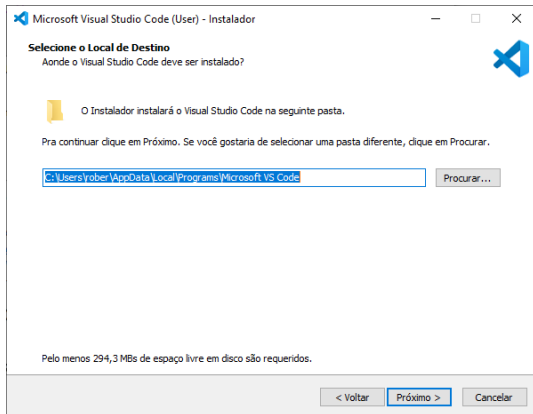 Microsoft Visual Studio Code (User) - Instalador
Selecione o Local de Destino
Aonde o Visual Studio Code deve ser instalado?
O Instalador instalará o Visual Studio Code na seguinte pasta.
Pra continuar clique em Próximo. Se você gostaria de selecionar uma pasta diferente, clique em Procurar.
C:\Users\rober\AppData\Local\Programs\Microsoft VS Code
Procurar...
Pelo menos 294,3 MBs de espaço livre em disco são requeridos.
< Voltar
Próximo >
Cancelar